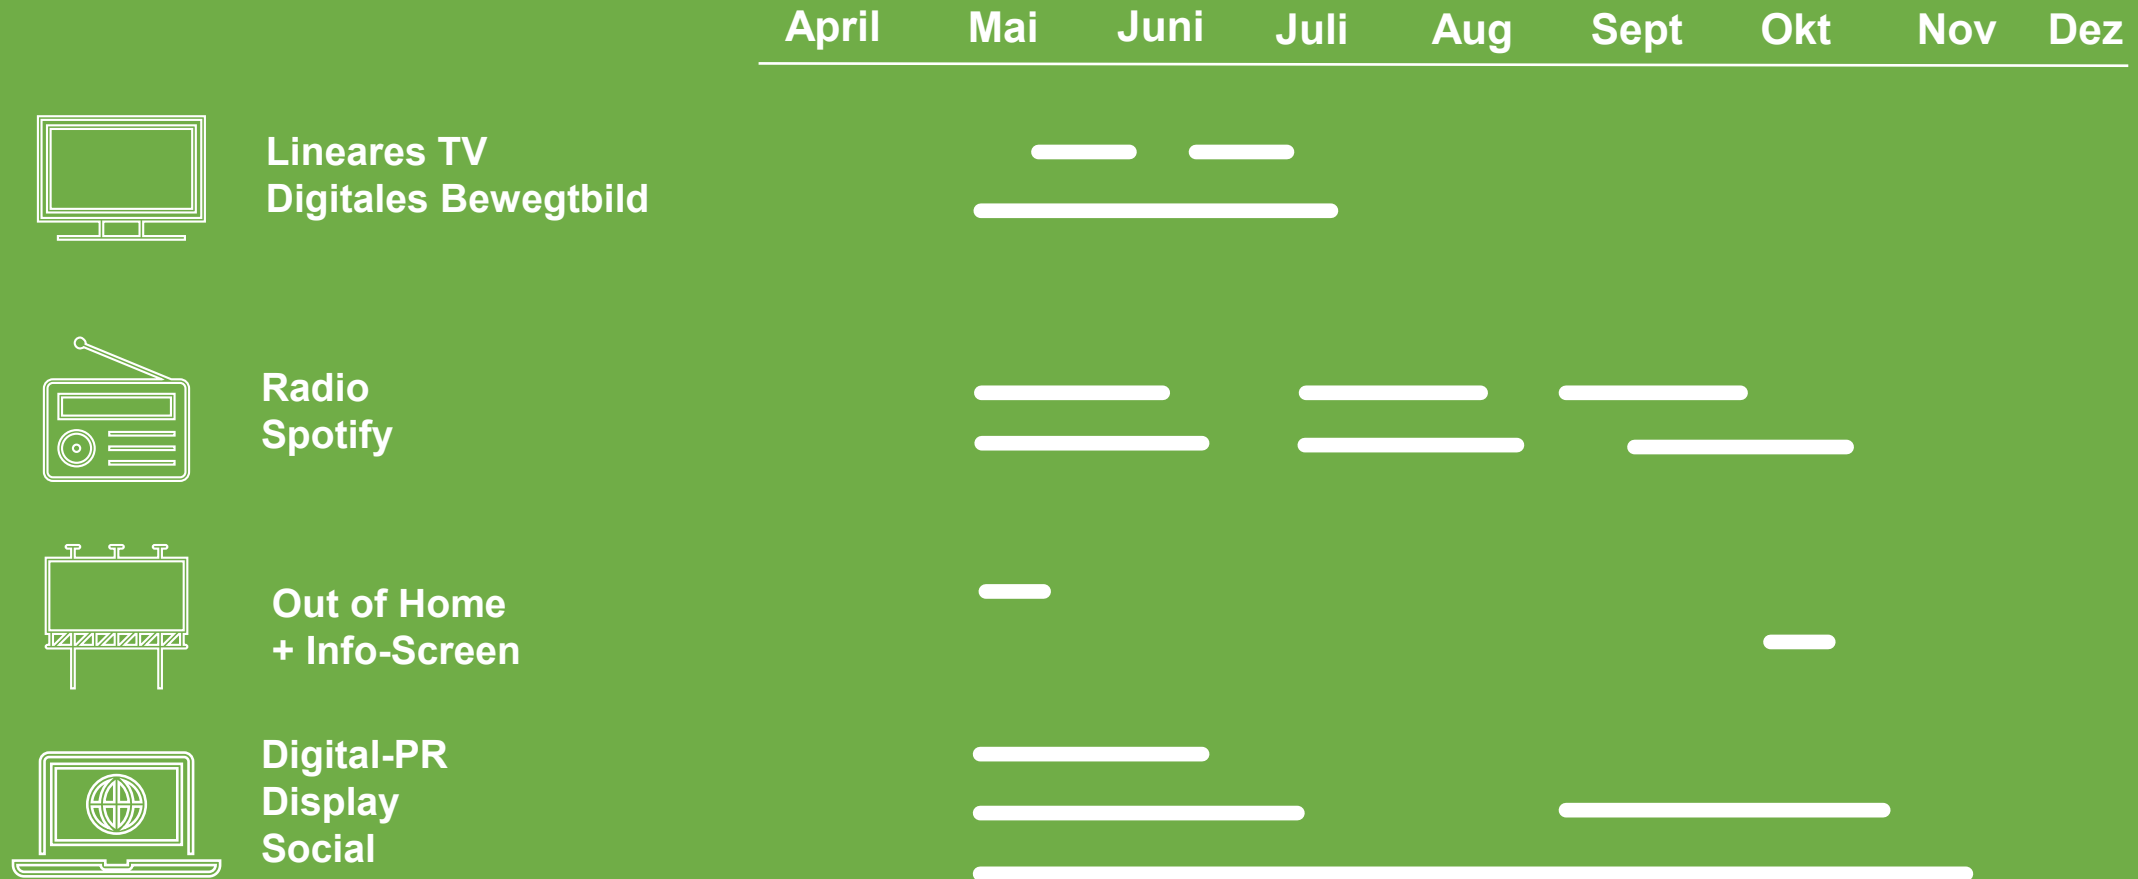 April Mai Juni Juli Aug Sept Okt Nov Dez
Lineares TV
Digitales Bewegtbild
Radio
Spotify
Out of Home
+ Info-Screen
Digital-PR
Display
Social